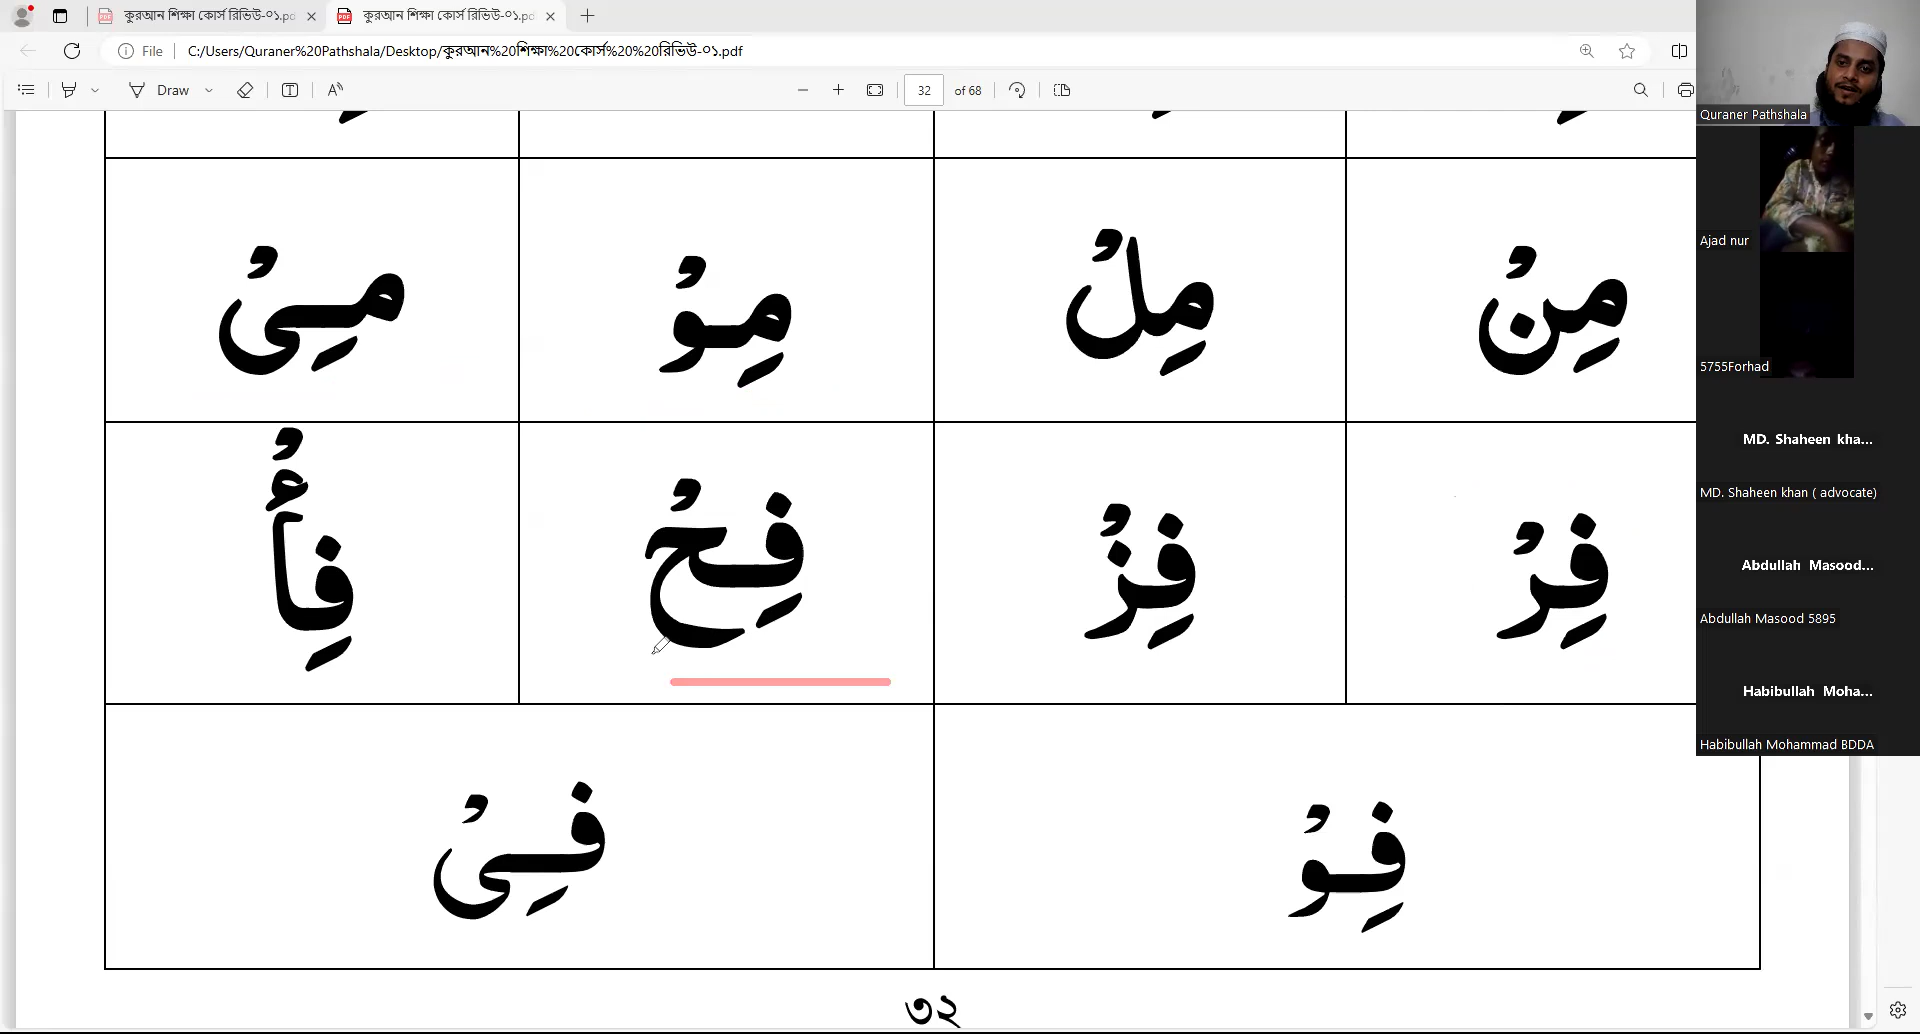 কুরআন শিক্ষা কোর্স রিভিউ-০১.pd
কুরআন শিক্ষা কোর্স রিভিউ-০১.pd
File
C:/Users/Quraner%20Pathshala/Desktop/কুরআন%20শিক্ষা%20কোর্স%20%20রিভিউ-০১.pdf
Draw
32 of 68
مِنْ مِلْ مِوْ مِیْ
فِرْ فِزْ فِحْ فِأْ
فِوْ فِیْ
৩২
Quraner Pathshala
Ajad nur
5755Forhad
MD. Shaheen kha...
MD. Shaheen khan ( advocate)
Abdullah Masood...
Abdullah Masood 5895
Habibullah Moha...
Habibullah Mohammad BDDA